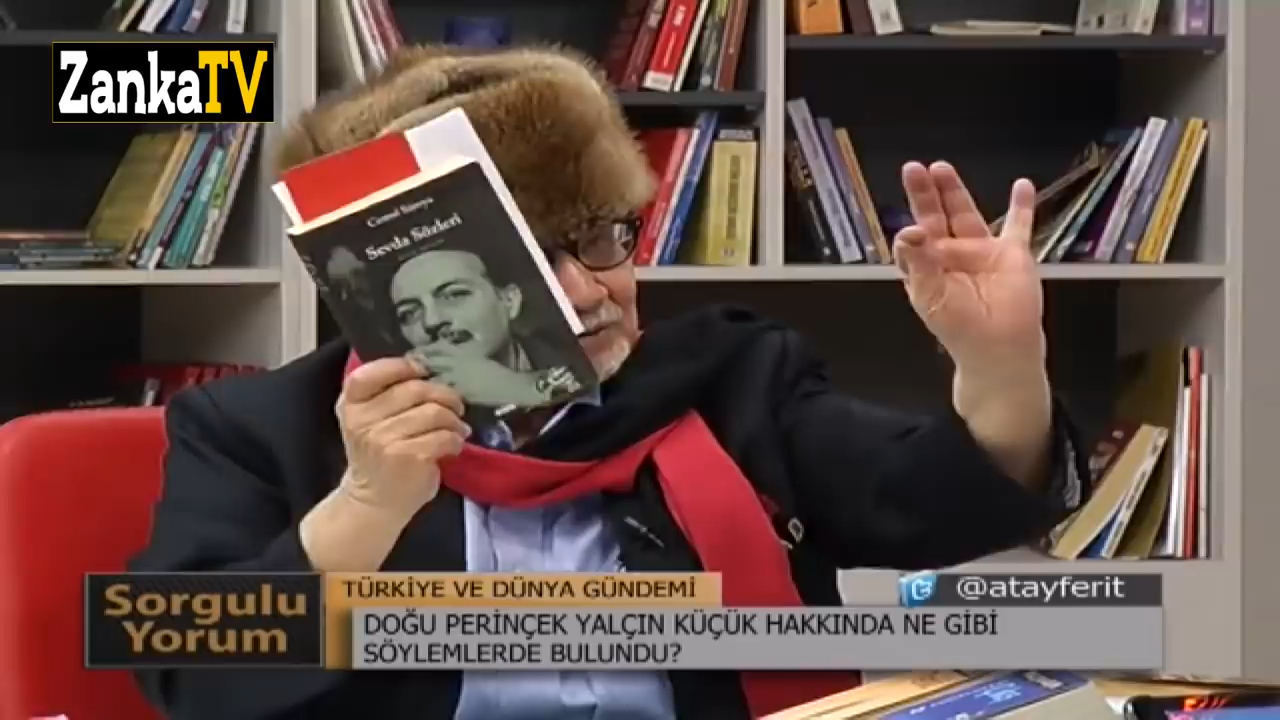 ZankaTV
Cemal Süreya
Sevda Sözleri
Sorgulu
Yorum
TÜRKİYE VE DÜNYA GÜNDEMİ
@atayferit
DOĞU PERİNÇEK YALÇIN KÜÇÜK HAKKINDA NE GİBİ
SÖYLEMLERDE BULUNDU?